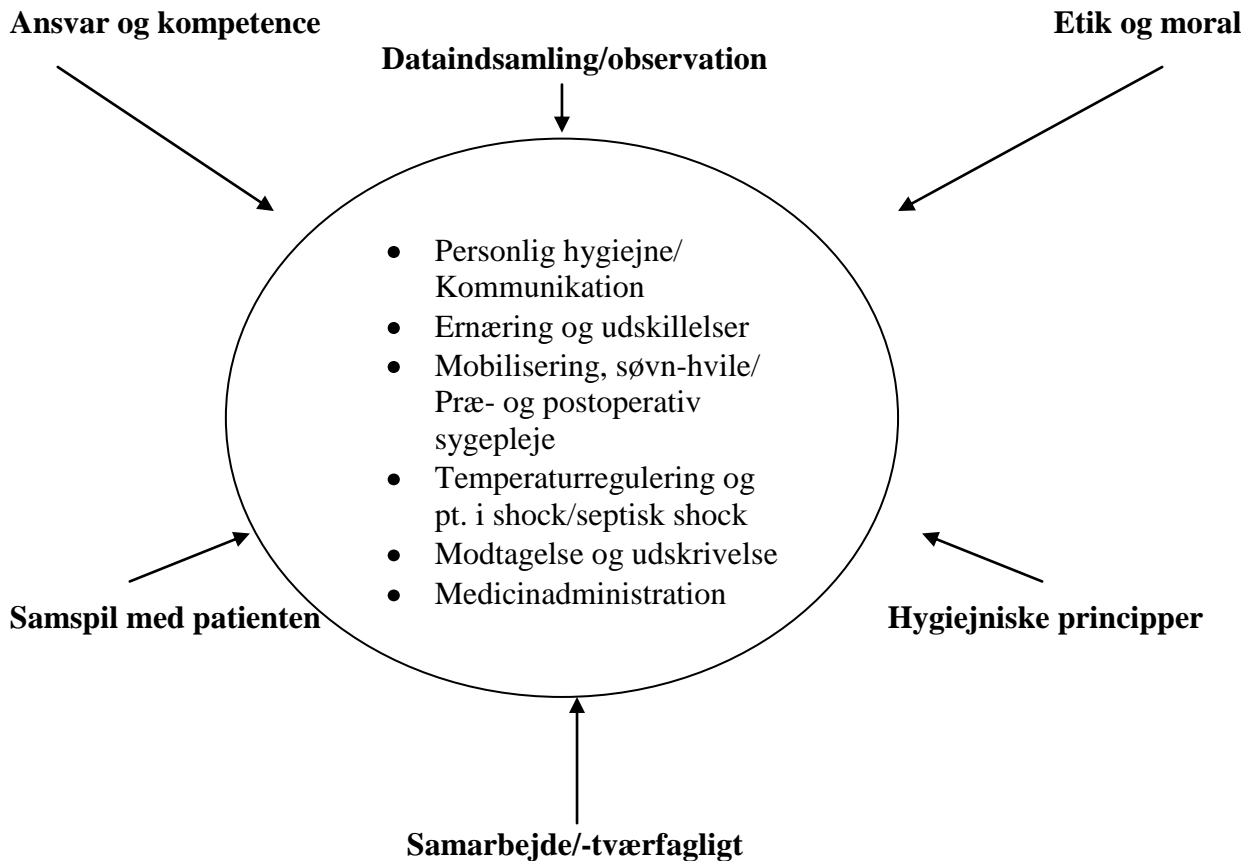 Ansvar og kompetence
Etik og moral
Dataindsamling/observation
● Personlig hygiejne/
Kommunikation
● Ernæring og udskillelser
● Mobilisering, søvn-hvile/
Præ- og postoperativ
sygepleje
● Temperaturregulering og
pt. i shock/septisk shock
● Modtagelse og udskrivelse
● Medicinadministration
Samspil med patienten
Hygiejniske principper
Samarbejde/-tværfagligt